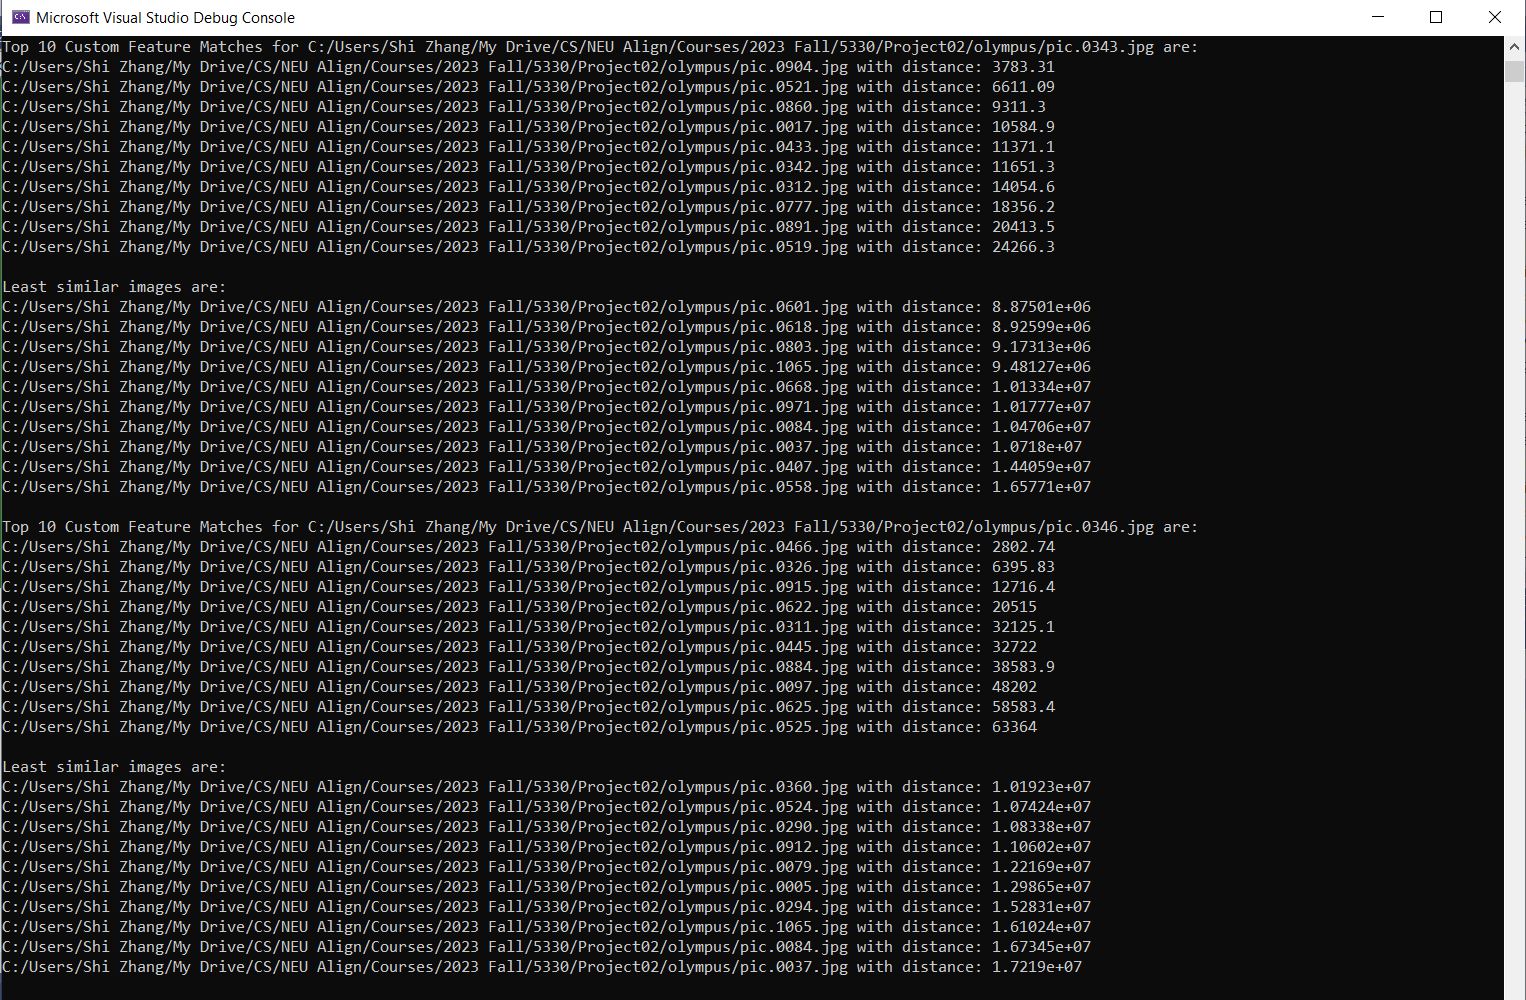 Microsoft Visual Studio Debug Console
Top 10 Custom Feature Matches for C:/Users/Shi Zhang/My Drive/CS/NEU Align/Courses/2023 Fall/5330/Project02/olympus/pic.0343.jpg are:
C:/Users/Shi Zhang/My Drive/CS/NEU Align/Courses/2023 Fall/5330/Project02/olympus/pic.0904.jpg with distance: 3783.31
C:/Users/Shi Zhang/My Drive/CS/NEU Align/Courses/2023 Fall/5330/Project02/olympus/pic.0521.jpg with distance: 6611.09
C:/Users/Shi Zhang/My Drive/CS/NEU Align/Courses/2023 Fall/5330/Project02/olympus/pic.0860.jpg with distance: 9311.3
C:/Users/Shi Zhang/My Drive/CS/NEU Align/Courses/2023 Fall/5330/Project02/olympus/pic.0017.jpg with distance: 10584.9
C:/Users/Shi Zhang/My Drive/CS/NEU Align/Courses/2023 Fall/5330/Project02/olympus/pic.0433.jpg with distance: 11371.1
C:/Users/Shi Zhang/My Drive/CS/NEU Align/Courses/2023 Fall/5330/Project02/olympus/pic.0342.jpg with distance: 11651.3
C:/Users/Shi Zhang/My Drive/CS/NEU Align/Courses/2023 Fall/5330/Project02/olympus/pic.0312.jpg with distance: 14054.6
C:/Users/Shi Zhang/My Drive/CS/NEU Align/Courses/2023 Fall/5330/Project02/olympus/pic.0777.jpg with distance: 18356.2
C:/Users/Shi Zhang/My Drive/CS/NEU Align/Courses/2023 Fall/5330/Project02/olympus/pic.0891.jpg with distance: 20413.5
C:/Users/Shi Zhang/My Drive/CS/NEU Align/Courses/2023 Fall/5330/Project02/olympus/pic.0519.jpg with distance: 24266.3
Least similar images are:
C:/Users/Shi Zhang/My Drive/CS/NEU Align/Courses/2023 Fall/5330/Project02/olympus/pic.0601.jpg with distance: 8.87501e+06
C:/Users/Shi Zhang/My Drive/CS/NEU Align/Courses/2023 Fall/5330/Project02/olympus/pic.0618.jpg with distance: 8.92599e+06
C:/Users/Shi Zhang/My Drive/CS/NEU Align/Courses/2023 Fall/5330/Project02/olympus/pic.0803.jpg with distance: 9.17313e+06
C:/Users/Shi Zhang/My Drive/CS/NEU Align/Courses/2023 Fall/5330/Project02/olympus/pic.1065.jpg with distance: 9.48127e+06
C:/Users/Shi Zhang/My Drive/CS/NEU Align/Courses/2023 Fall/5330/Project02/olympus/pic.0668.jpg with distance: 1.01334e+07
C:/Users/Shi Zhang/My Drive/CS/NEU Align/Courses/2023 Fall/5330/Project02/olympus/pic.0971.jpg with distance: 1.01777e+07
C:/Users/Shi Zhang/My Drive/CS/NEU Align/Courses/2023 Fall/5330/Project02/olympus/pic.0084.jpg with distance: 1.04706e+07
C:/Users/Shi Zhang/My Drive/CS/NEU Align/Courses/2023 Fall/5330/Project02/olympus/pic.0037.jpg with distance: 1.0718e+07
C:/Users/Shi Zhang/My Drive/CS/NEU Align/Courses/2023 Fall/5330/Project02/olympus/pic.0407.jpg with distance: 1.44059e+07
C:/Users/Shi Zhang/My Drive/CS/NEU Align/Courses/2023 Fall/5330/Project02/olympus/pic.0558.jpg with distance: 1.65771e+07
Top 10 Custom Feature Matches for C:/Users/Shi Zhang/My Drive/CS/NEU Align/Courses/2023 Fall/5330/Project02/olympus/pic.0346.jpg are:
C:/Users/Shi Zhang/My Drive/CS/NEU Align/Courses/2023 Fall/5330/Project02/olympus/pic.0466.jpg with distance: 2802.74
C:/Users/Shi Zhang/My Drive/CS/NEU Align/Courses/2023 Fall/5330/Project02/olympus/pic.0326.jpg with distance: 6395.83
C:/Users/Shi Zhang/My Drive/CS/NEU Align/Courses/2023 Fall/5330/Project02/olympus/pic.0915.jpg with distance: 12716.4
C:/Users/Shi Zhang/My Drive/CS/NEU Align/Courses/2023 Fall/5330/Project02/olympus/pic.0622.jpg with distance: 20515
C:/Users/Shi Zhang/My Drive/CS/NEU Align/Courses/2023 Fall/5330/Project02/olympus/pic.0311.jpg with distance: 32125.1
C:/Users/Shi Zhang/My Drive/CS/NEU Align/Courses/2023 Fall/5330/Project02/olympus/pic.0445.jpg with distance: 32722
C:/Users/Shi Zhang/My Drive/CS/NEU Align/Courses/2023 Fall/5330/Project02/olympus/pic.0884.jpg with distance: 38583.9
C:/Users/Shi Zhang/My Drive/CS/NEU Align/Courses/2023 Fall/5330/Project02/olympus/pic.0097.jpg with distance: 48202
C:/Users/Shi Zhang/My Drive/CS/NEU Align/Courses/2023 Fall/5330/Project02/olympus/pic.0625.jpg with distance: 58583.4
C:/Users/Shi Zhang/My Drive/CS/NEU Align/Courses/2023 Fall/5330/Project02/olympus/pic.0525.jpg with distance: 63364
Least similar images are:
C:/Users/Shi Zhang/My Drive/CS/NEU Align/Courses/2023 Fall/5330/Project02/olympus/pic.0360.jpg with distance: 1.01923e+07
C:/Users/Shi Zhang/My Drive/CS/NEU Align/Courses/2023 Fall/5330/Project02/olympus/pic.0524.jpg with distance: 1.07424e+07
C:/Users/Shi Zhang/My Drive/CS/NEU Align/Courses/2023 Fall/5330/Project02/olympus/pic.0290.jpg with distance: 1.08338e+07
C:/Users/Shi Zhang/My Drive/CS/NEU Align/Courses/2023 Fall/5330/Project02/olympus/pic.0912.jpg with distance: 1.10602e+07
C:/Users/Shi Zhang/My Drive/CS/NEU Align/Courses/2023 Fall/5330/Project02/olympus/pic.0079.jpg with distance: 1.22169e+07
C:/Users/Shi Zhang/My Drive/CS/NEU Align/Courses/2023 Fall/5330/Project02/olympus/pic.0005.jpg with distance: 1.29865e+07
C:/Users/Shi Zhang/My Drive/CS/NEU Align/Courses/2023 Fall/5330/Project02/olympus/pic.0294.jpg with distance: 1.52831e+07
C:/Users/Shi Zhang/My Drive/CS/NEU Align/Courses/2023 Fall/5330/Project02/olympus/pic.1065.jpg with distance: 1.61024e+07
C:/Users/Shi Zhang/My Drive/CS/NEU Align/Courses/2023 Fall/5330/Project02/olympus/pic.0084.jpg with distance: 1.67345e+07
C:/Users/Shi Zhang/My Drive/CS/NEU Align/Courses/2023 Fall/5330/Project02/olympus/pic.0037.jpg with distance: 1.7219e+07